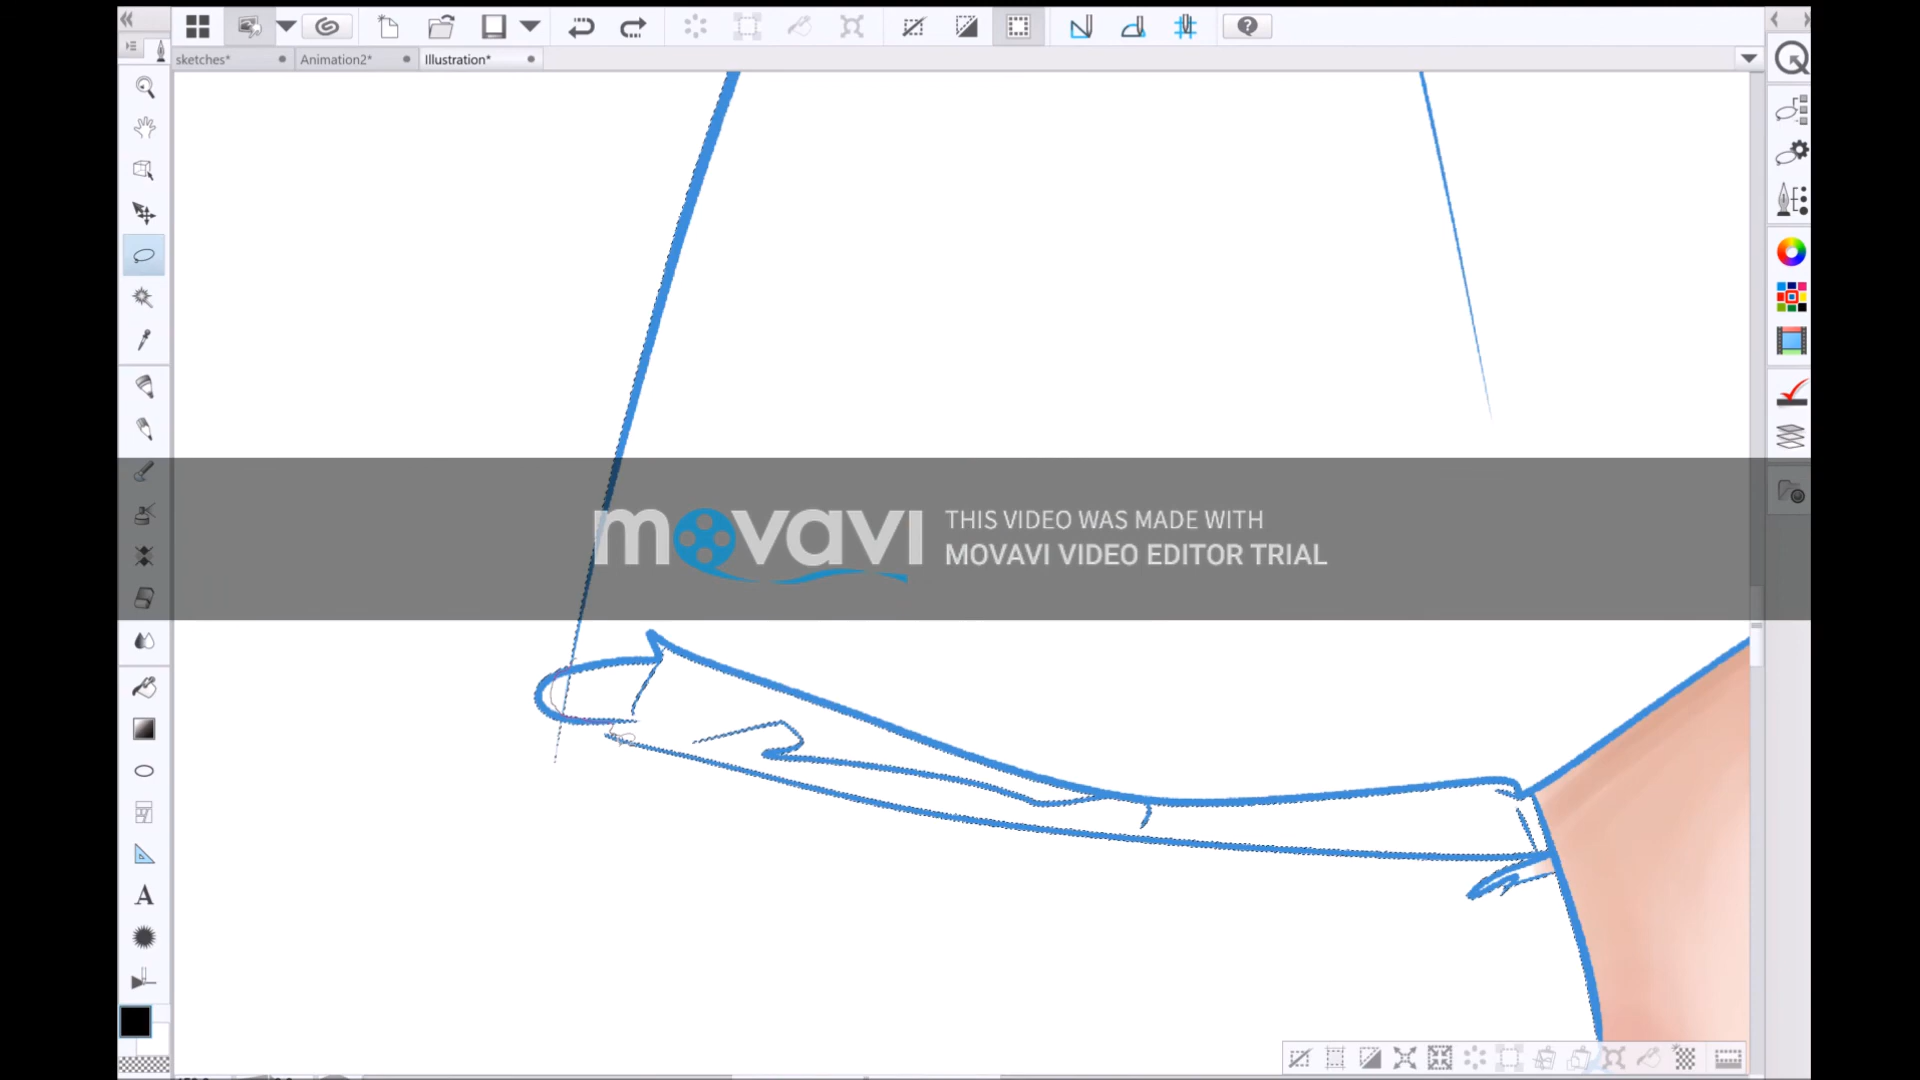 sketches*
Animation2*
Illustration*
movavi
THIS VIDEO WAS MADE WITH
MOVAVI VIDEO EDITOR TRIAL
A